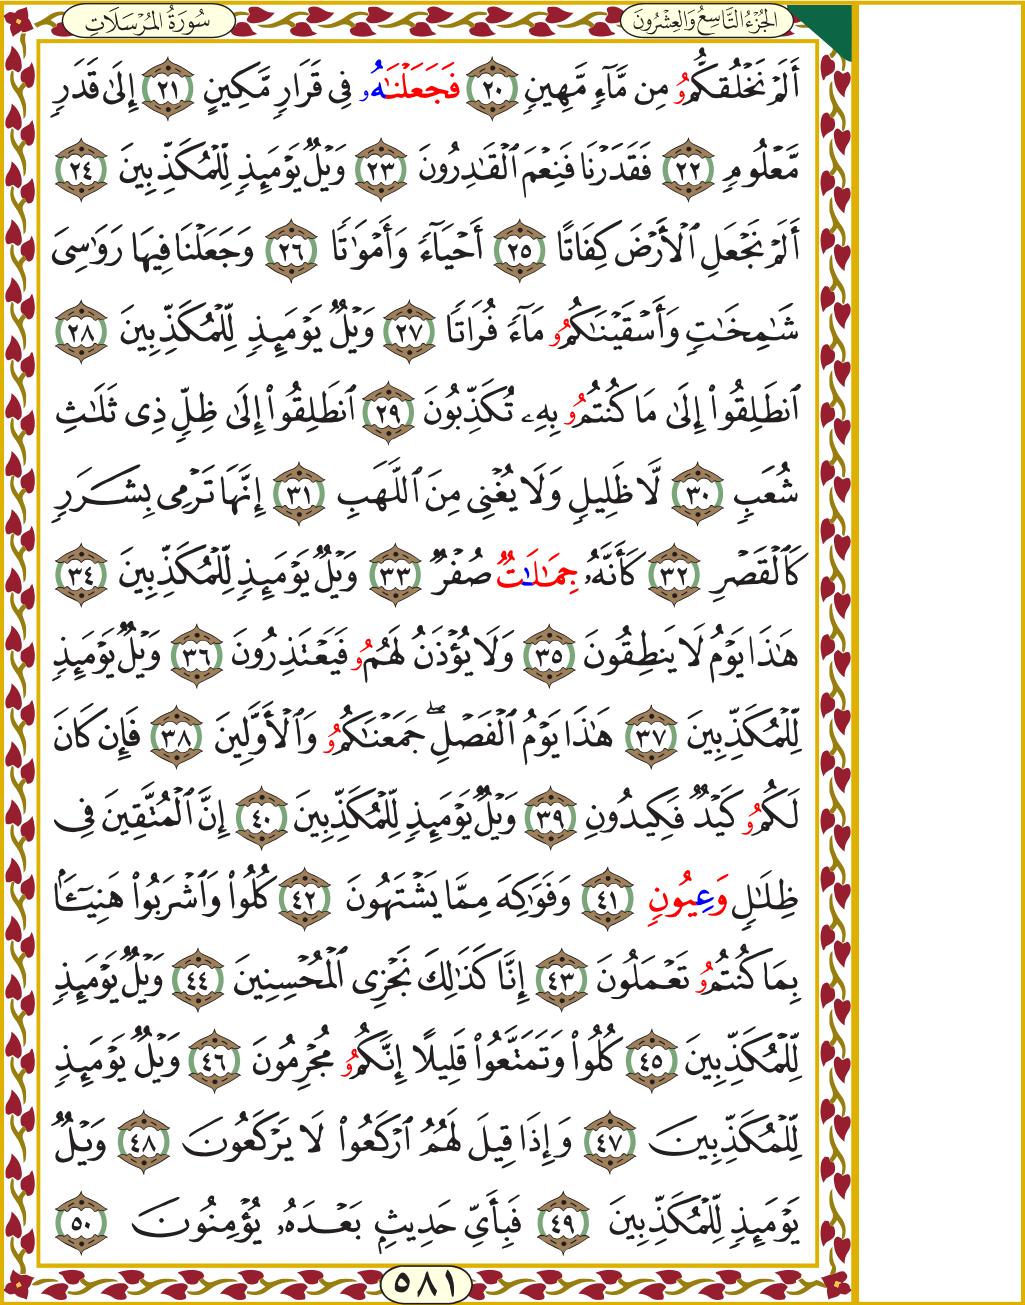 الجُزْءُ التَّاسِعُ وَالعِشْرُونَ
سُورَةُ المُرْسَلَاتِ
أَلَمْ نَخْلُقكُّمُۥ مِن مَّآءٖ مَّهِينٖ ٢٠ فَجَعَلْنَٰهُۥ فِي قَرَارٖ مَّكِينٍ ٢١ إِلَىٰ قَدَرٖ
مَّعْلُومٖ ٢٢ فَقَدَرْنَا فَنِعْمَ ٱلْقَٰدِرُونَ ٢٣ وَيْلٌ يَوْمَئِذٖ لِّلْمُكَذِّبِينَ ٢٤
أَلَمْ نَجْعَلِ ٱلْأَرْضَ كِفَاتًا ٢٥ أَحْيَآءٗ وَأَمْوَٰتٗا ٢٦ وَجَعَلْنَا فِيهَا رَوَٰسِيَ
شَٰمِخَٰتٖ وَأَسْقَيْنَٰكُمُۥ مَآءٗ فُرَاتٗا ٢٧ وَيْلٌ يَوْمَئِذٖ لِّلْمُكَذِّبِينَ ٢٨
ٱنطَلِقُوٓا۟ إِلَىٰ مَا كُنتُمُۥ بِهِۦ تُكَذِّبُونَ ٢٩ ٱنطَلِقُوٓا۟ إِلَىٰ ظِلّٖ ذِي ثَلَٰثِ
شُعَبٖ ٣٠ لَّا ظَلِيلٖ وَلَا يُغْنِي مِنَ ٱللَّهَبِ ٣١ إِنَّهَا تَرْمِي بِشَرَرٖ
كَٱلْقَصْرِ ٣٢ كَأَنَّهُۥ جِمَٰلَٰتٌ صُفْرٌ ٣٣ وَيْلٌ يَوْمَئِذٖ لِّلْمُكَذِّبِينَ ٣٤
هَٰذَا يَوْمُ لَا يَنطِقُونَ ٣٥ وَلَا يُؤْذَنُ لَهُمُۥ فَيَعْتَذِرُونَ ٣٦ وَيْلٌ يَوْمَئِذٖ
لِّلْمُكَذِّبِينَ ٣٧ هَٰذَا يَوْمُ ٱلْفَصْلِۖ جَمَعْنَٰكُمُۥ وَٱلْأَوَّلِينَ ٣٨ فَإِن كَانَ
لَكُمُۥ كَيْدٌ فَكِيدُونِ ٣٩ وَيْلٌ يَوْمَئِذٖ لِّلْمُكَذِّبِينَ ٤٠ إِنَّ ٱلْمُتَّقِينَ فِي
ظِلَٰلٖ وَعِيُونٖ ٤١ وَفَوَٰكِهَ مِمَّا يَشْتَهُونَ ٤٢ كُلُوا۟ وَٱشْرَبُوا۟ هَنِيٓـَٔۢا
بِمَا كُنتُمُۥ تَعْمَلُونَ ٤٣ إِنَّا كَذَٰلِكَ نَجْزِي ٱلْمُحْسِنِينَ ٤٤ وَيْلٌ يَوْمَئِذٖ
لِّلْمُكَذِّبِينَ ٤٥ كُلُوا۟ وَتَمَتَّعُوا۟ قَلِيلًا إِنَّكُمُۥ مُجْرِمُونَ ٤٦ وَيْلٌ يَوْمَئِذٖ
لِّلْمُكَذِّبِينَ ٤٧ وَإِذَا قِيلَ لَهُمُ ٱرْكَعُوا۟ لَا يَرْكَعُونَ ٤٨ وَيْلٌ
يَوْمَئِذٖ لِّلْمُكَذِّبِينَ ٤٩ فَبِأَيِّ حَدِيثِۭ بَعْدَهُۥ يُؤْمِنُونَ ٥٠
٥٨١